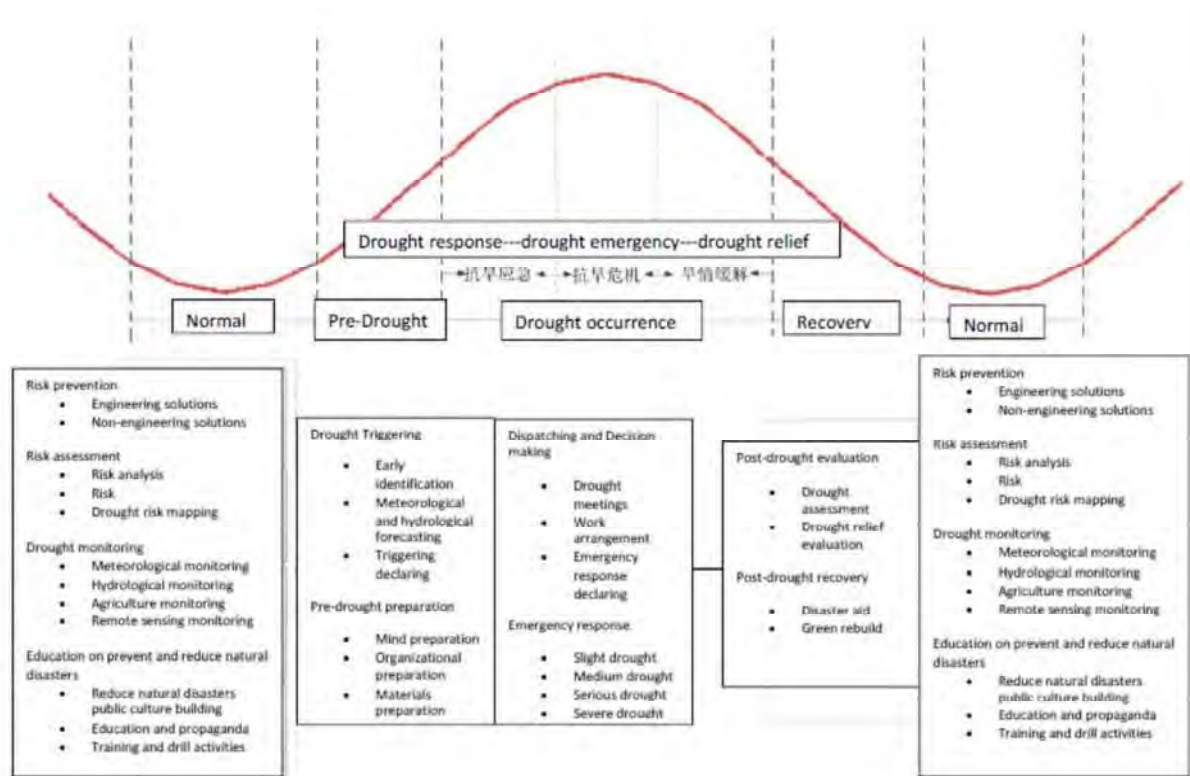 Drought response---drought emergency---drought relief
抗旱应急
抗旱危机
旱情缓解
Normal
Pre-Drought
Drought occurrence
Recovery
Normal
Risk prevention
• Engineering solutions
• Non-engineering solutions
Risk assessment
• Risk analysis
• Risk
• Drought risk mapping
Drought monitoring
• Meteorological monitoring
• Hydrological monitoring
• Agriculture monitoring
• Remote sensing monitoring
Education on prevent and reduce natural
disasters
• Reduce natural disasters
public culture building
• Education and propaganda
• Training and drill activities
Drought Triggering
• Early
identification
• Meteorological
and hydrological
forecasting
• Triggering
declaring
Pre-drought preparation
• Mind preparation
• Organizational
preparation
• Materials
preparation
Dispatching and Decision
making
• Drought
meetings
• Work
arrangement
• Emergency
response
declaring
Emergency response
• Slight drought
• Medium drought
• Serious drought
• Severe drought
Post-drought evaluation
• Drought
assessment
• Drought relief
evaluation
Post-drought recovery
• Disaster aid
• Green rebuild
Risk prevention
• Engineering solutions
• Non-engineering solutions
Risk assessment
• Risk analysis
• Risk
• Drought risk mapping
Drought monitoring
• Meteorological monitoring
• Hydrological monitoring
• Agriculture monitoring
• Remote sensing monitoring
Education on prevent and reduce natural
disasters
• Reduce natural disasters
public culture building
• Education and propaganda
• Training and drill activities